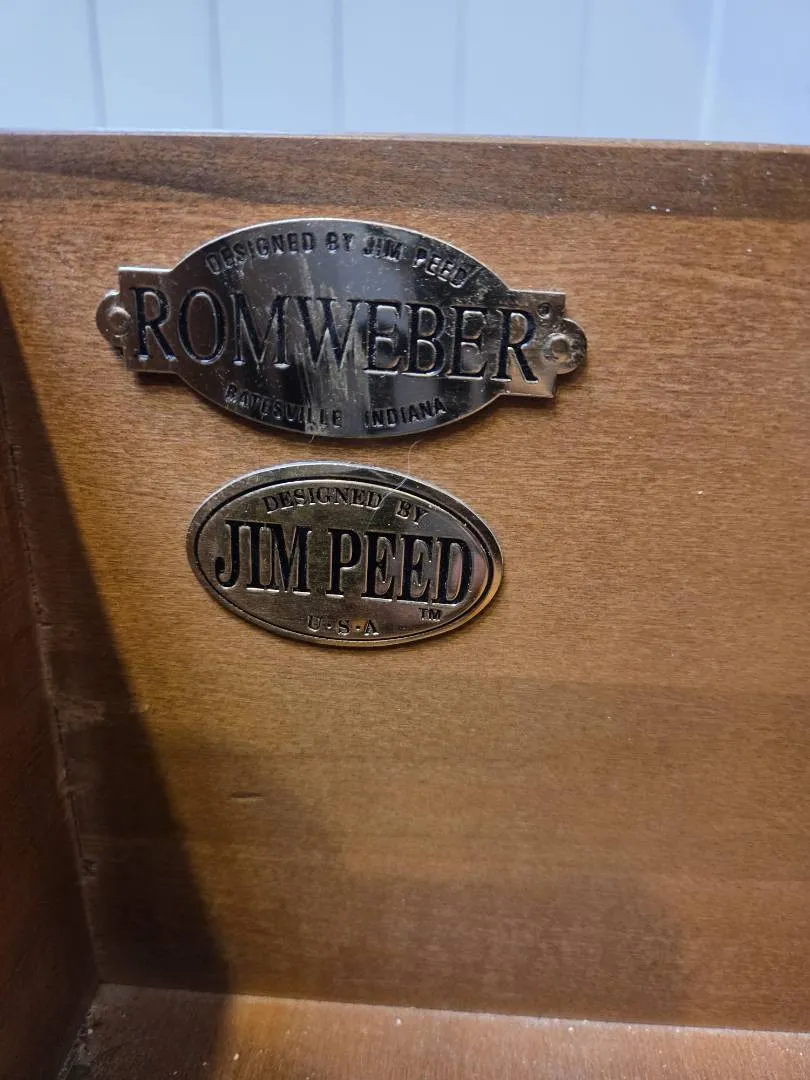 DESIGNED BY JIM PEED
ROMWEBER
BATESVILLE INDIANA
DESIGNED BY
JIM PEED
TM
U·S·A